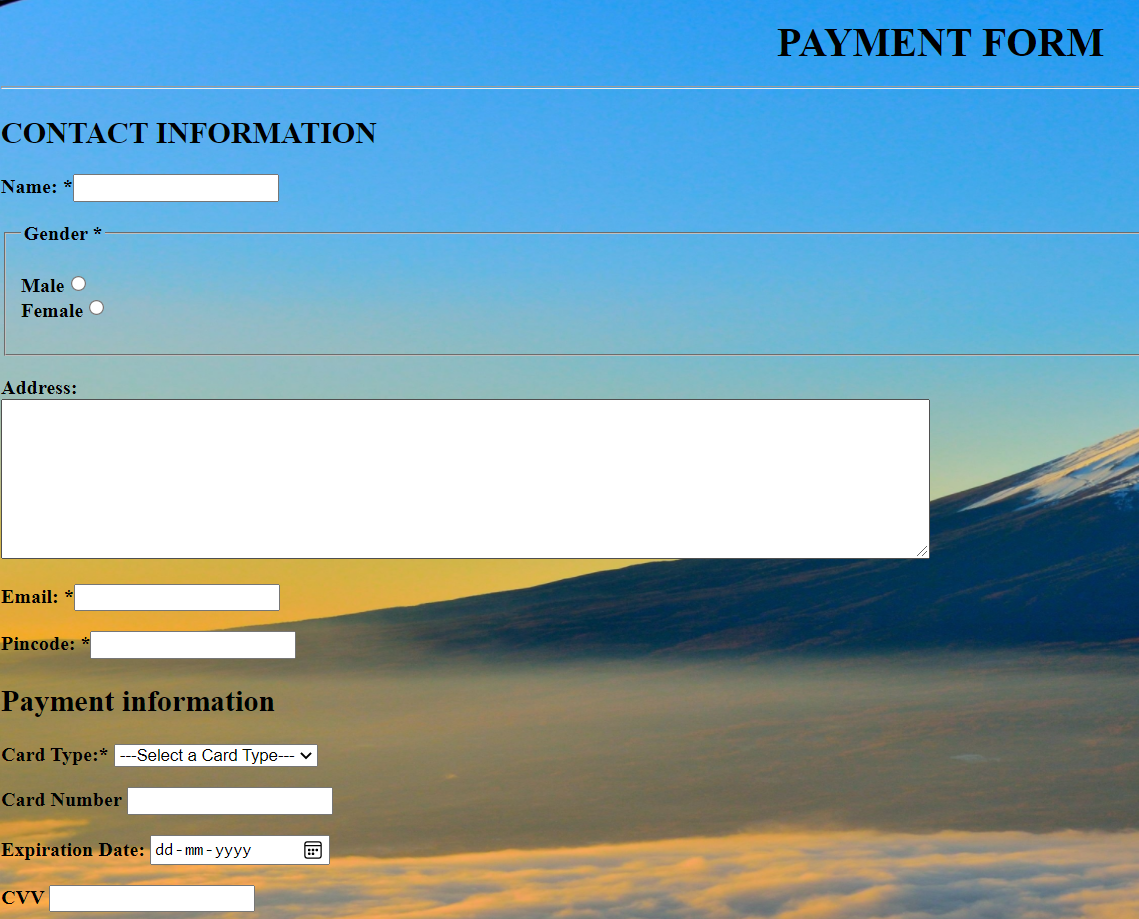 PAYMENT FORM
CONTACT INFORMATION
Name: *
Gender *
Male
Female
Address:
Email: *
Pincode: *
Payment information
Card Type:* ---Select a Card Type---
Card Number
Expiration Date: dd-mm-yyyy
CVV